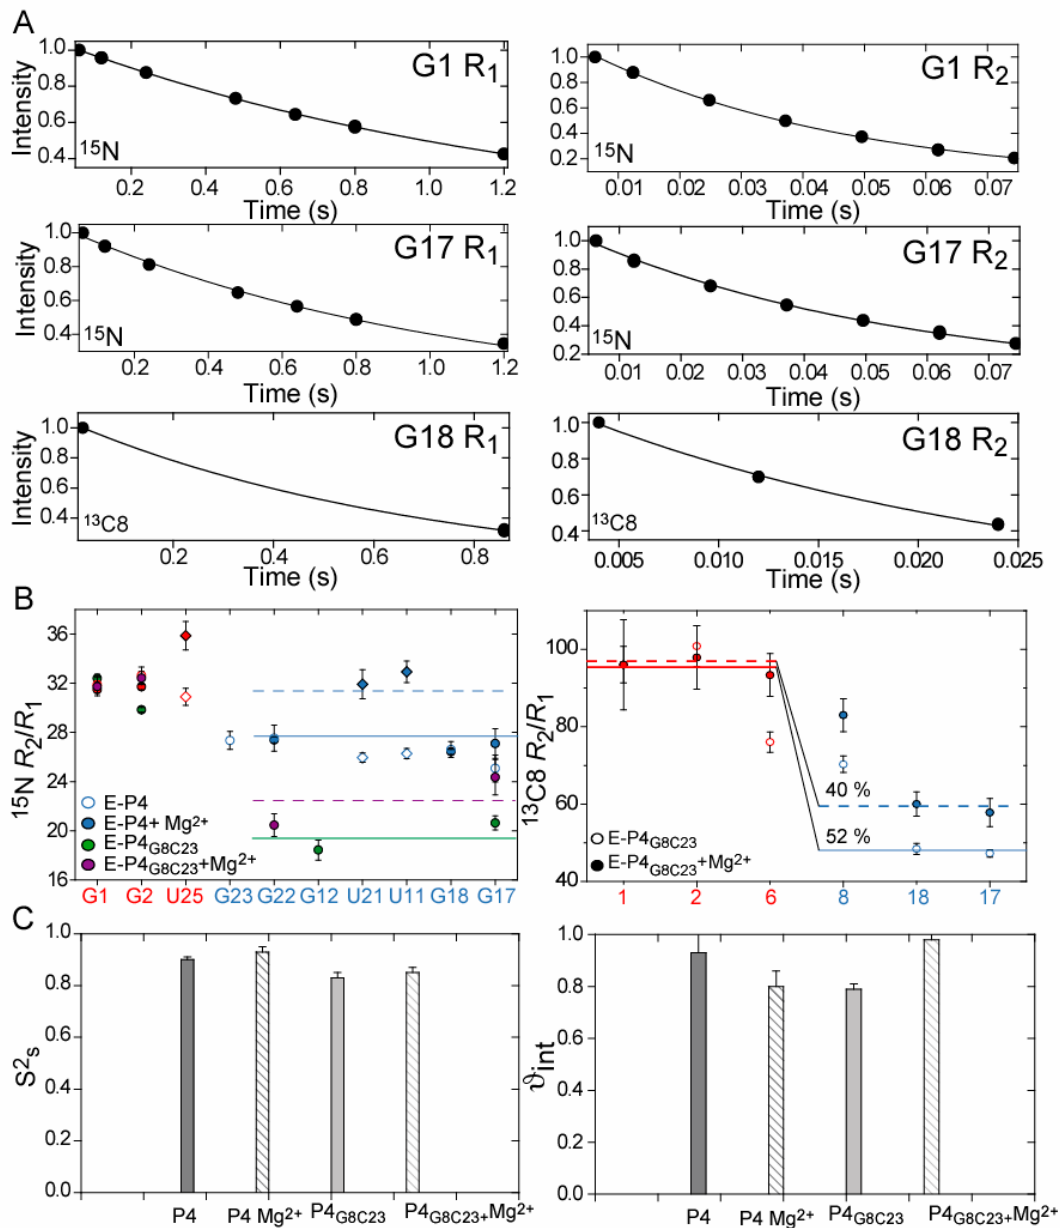 A
Intensity
1.0
0.8
0.6
0.4
G1 R1
15N
0.2 0.4 0.6 0.8 1.0 1.2
Time (s)
1.0
0.8
0.6
0.4
0.2
G1 R2
15N
0.01 0.02 0.03 0.04 0.05 0.06 0.07
Time (s)
Intensity
1.0
0.8
0.6
0.4
G17 R1
15N
0.2 0.4 0.6 0.8 1.0 1.2
Time (s)
1.0
0.8
0.6
0.4
0.2
G17 R2
15N
0.01 0.02 0.03 0.04 0.05 0.06 0.07
Time (s)
Intensity
1.0
0.8
0.6
0.4
G18 R1
13C8
0.2 0.4 0.6 0.8
Time (s)
1.0
0.8
0.6
0.4
G18 R2
13C8
0.005 0.010 0.015 0.020 0.025
Time (s)
B
15N R2/R1
36
32
28
24
20
16
E-P4
E-P4+ Mg2+
E-P4G8C23
E-P4G8C23+Mg2+
G1 G2 U25 G23 G22 G12 U21 U11 G18 G17
13C8 R2/R1
100
80
60
40
40 %
52 %
E-P4G8C23
E-P4G8C23+Mg2+
1 2 6 8 18 17
C
S2s
1.0
0.8
0.6
0.4
0.2
0.0
P4 P4 Mg2+ P4G8C23 P4G8C23+Mg2+
ϑint
1.0
0.8
0.6
0.4
0.2
0.0
P4 P4 Mg2+ P4G8C23 P4G8C23+Mg2+